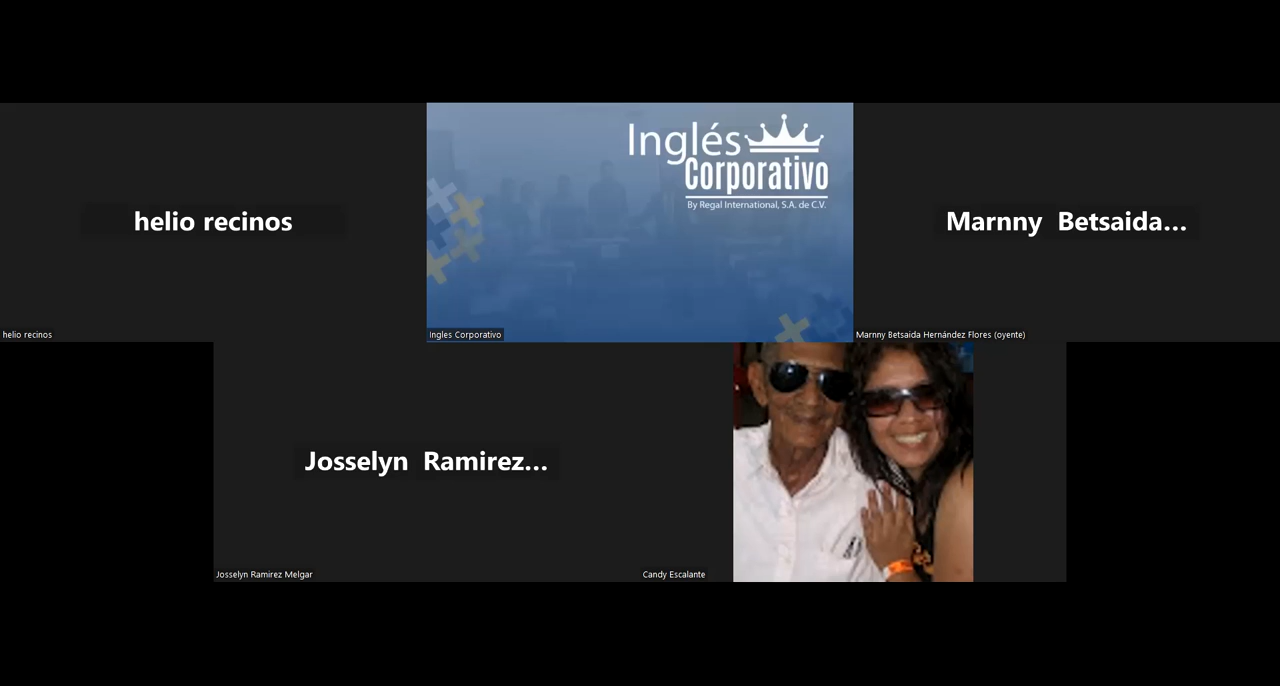 helio recinos
helio recinos
Inglés
Corporativo
By Regal International, S.A. de C.V.
Ingles Corporativo
Marnny Betsaida...
Marnny Betsaida Hernández Flores (oyente)
Josselyn Ramirez...
Josselyn Ramirez Melgar
Candy Escalante